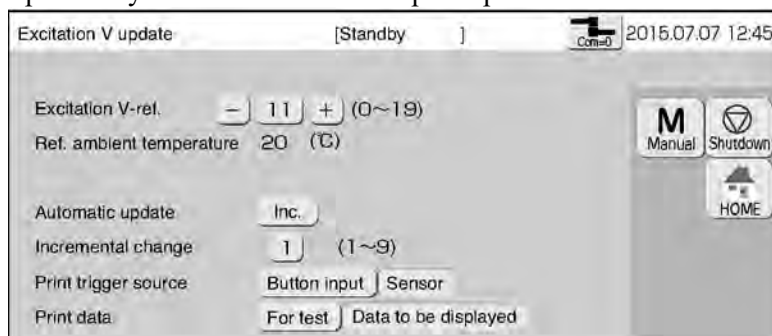 Excitation V update [Standby ] Com=0 2015.07.07 12:45
Excitation V-ref. − 11 + (0~19)
Ref. ambient temperature 20 (℃)
M
Manual Shutdown
HOME
Automatic update Inc.
Incremental change 1 (1~9)
Print trigger source Button input Sensor
Print data For test Data to be displayed